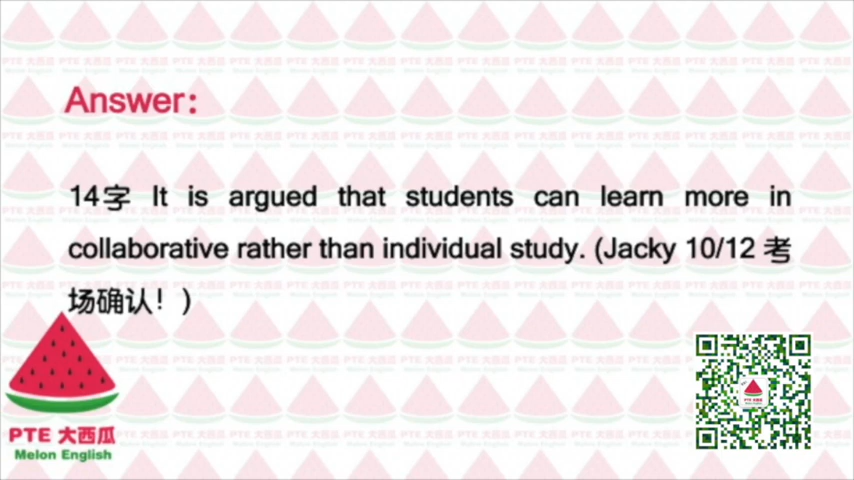 Answer:
14字 It is argued that students can learn more in
collaborative rather than individual study. (Jacky 10/12 考
场确认！)
PTE 大西瓜
Melon English